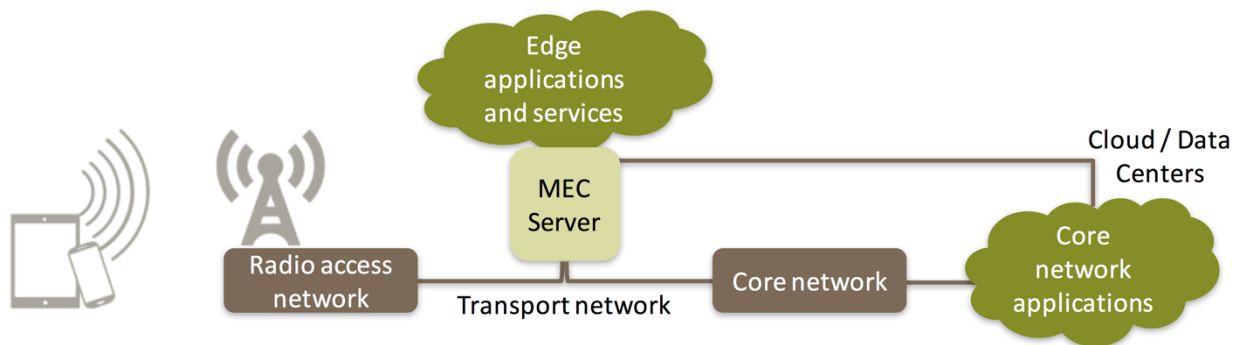 Edge
applications
and services
Cloud / Data
Centers
MEC
Server
Radio access
network
Transport network
Core network
Core
network
applications